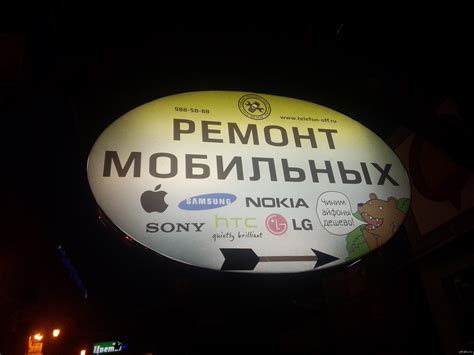 988-58-88
www.telefon-off.ru
РЕМОНТ
МОБИЛЬНЫХ
SAMSUNG
NOKIA
SONY
hTC
quietly brilliant
LG
ЧИНИМ
АЙФОНЫ
ДЕШЕВО!
Цвет